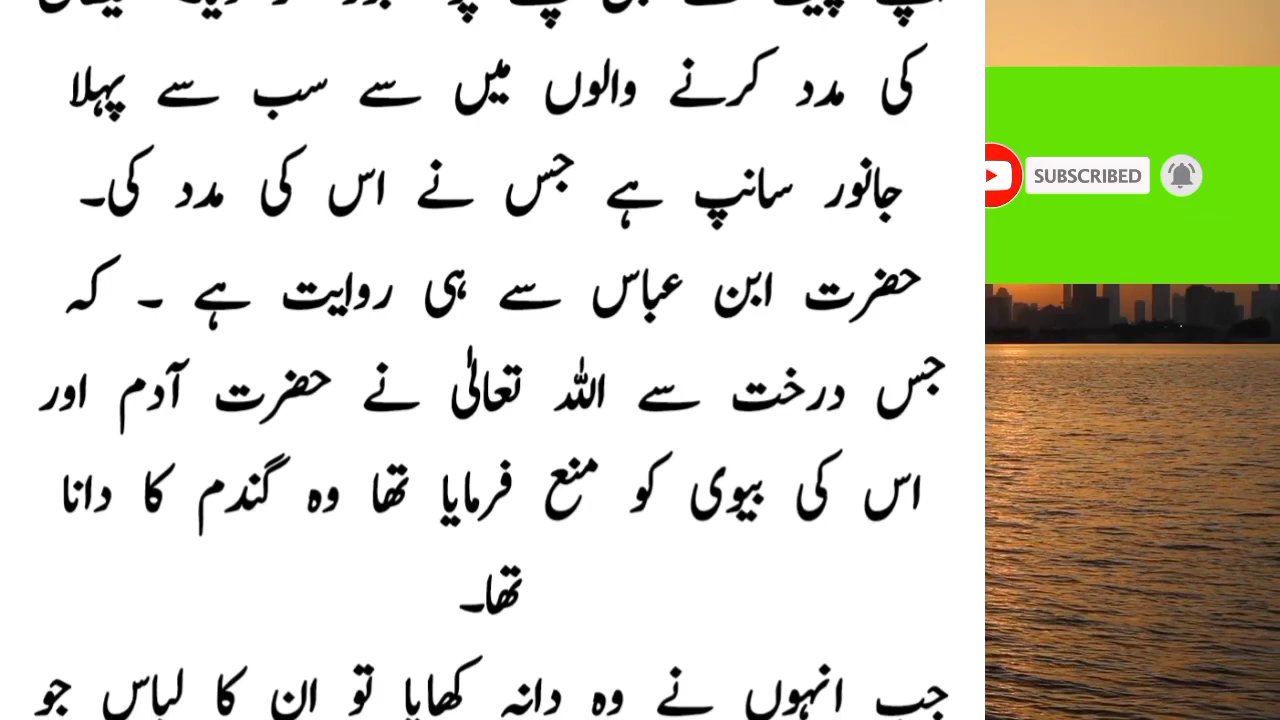 کی مدد کرنے والوں میں سے سب سے پہلا
جانور سانپ ہے جس نے اس کی مدد کی۔
حضرت ابن عباس سے ہی روایت ہے ۔ کہ
جس درخت سے اللہ تعالٰی نے حضرت آدم اور
اس کی بیوی کو منع فرمایا تھا وہ گندم کا دانا
تھا۔
جب انہوں نے وہ دانہ کھایا تو ان کا لباس جو
SUBSCRIBED